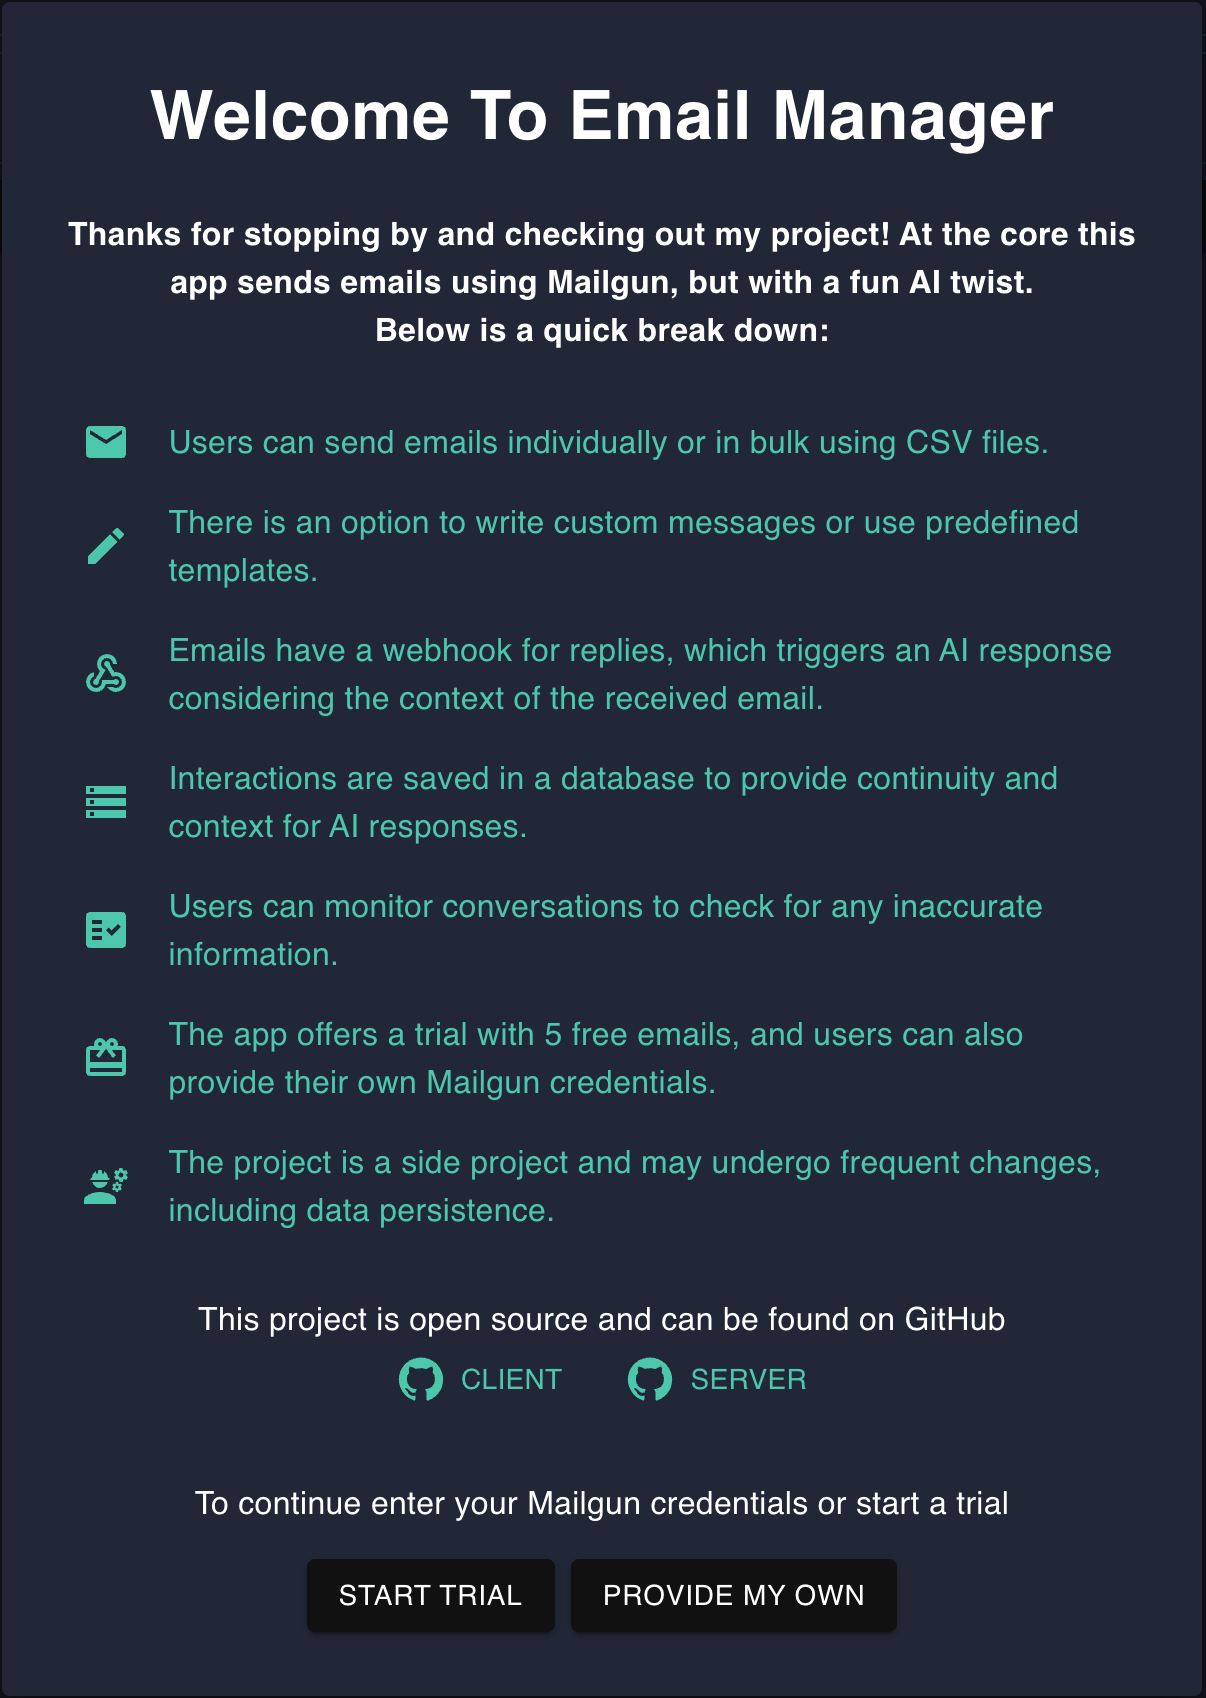 Welcome To Email Manager
Thanks for stopping by and checking out my project! At the core this
app sends emails using Mailgun, but with a fun AI twist.
Below is a quick break down:
Users can send emails individually or in bulk using CSV files.
There is an option to write custom messages or use predefined
templates.
Emails have a webhook for replies, which triggers an AI response
considering the context of the received email.
Interactions are saved in a database to provide continuity and
context for AI responses.
Users can monitor conversations to check for any inaccurate
information.
The app offers a trial with 5 free emails, and users can also
provide their own Mailgun credentials.
The project is a side project and may undergo frequent changes,
including data persistence.
This project is open source and can be found on GitHub
CLIENT SERVER
To continue enter your Mailgun credentials or start a trial
START TRIAL PROVIDE MY OWN